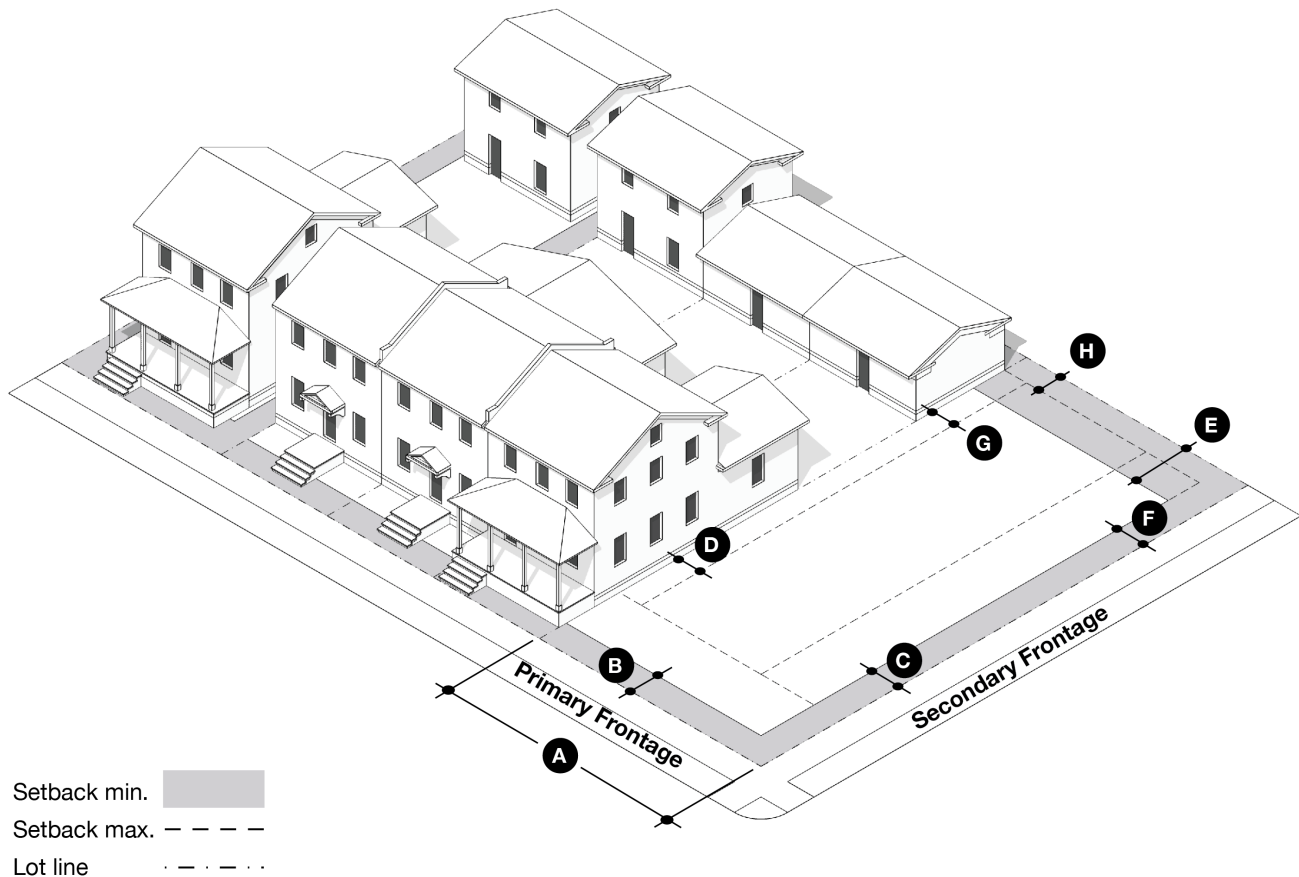 H
E
G
F
D
C
B
Secondary Frontage
Primary Frontage
A
Setback min.
Setback max.
Lot line